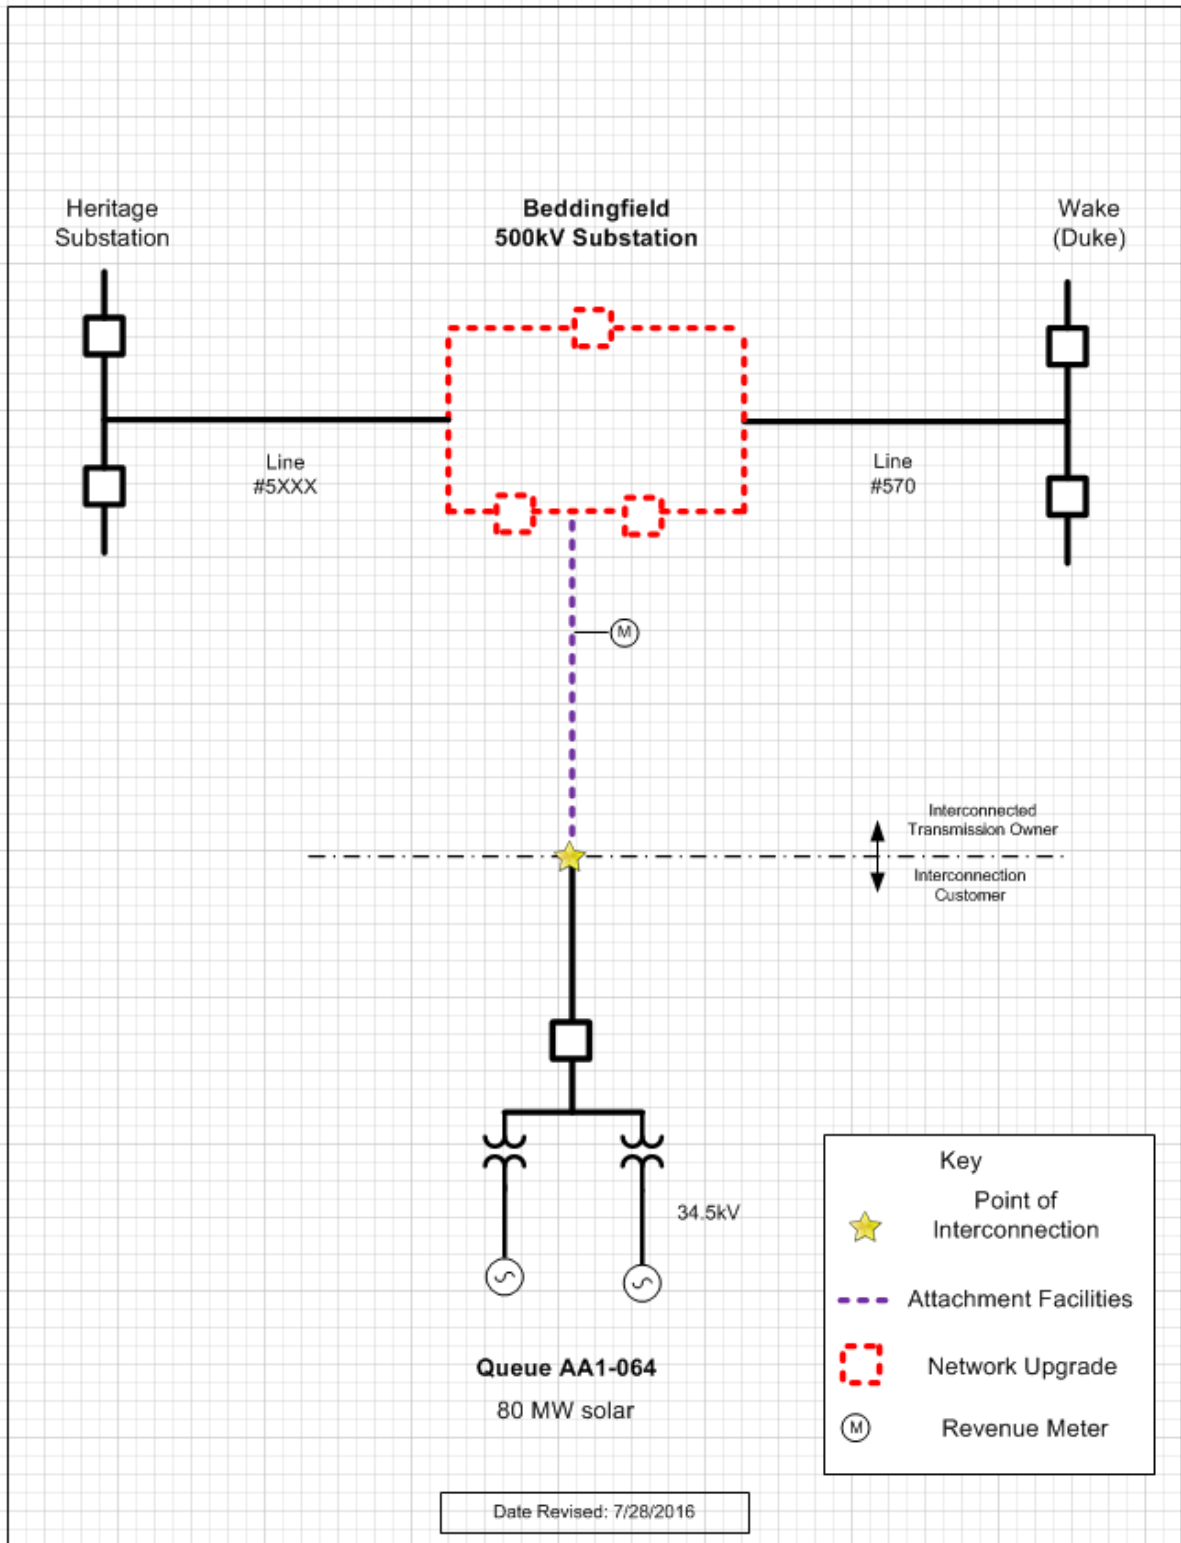 Heritage
Substation
Beddingfield
500kV Substation
Wake
(Duke)
Line
#5XXX
Line
#570
M
Interconnected
Transmission Owner
Interconnection
Customer
34.5kV
Queue AA1-064
80 MW solar
Key
Point of
Interconnection
Attachment Facilities
Network Upgrade
M
Revenue Meter
Date Revised: 7/28/2016